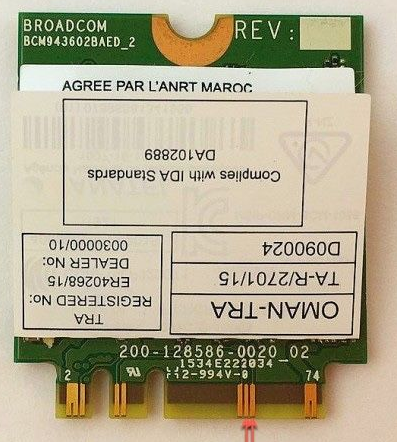 BROADCOM
BCM943602BAED_2
REV:
AGREE PAR L'ANRT MAROC
Complies with IDA Standards
DA102889
TRA
REGISTERED No:
ER40268/15
DEALER No:
0030000/10
OMAN-TRA
TA-R/2701/15
D090024
200-128586-0020_02
1534E222034
2
74